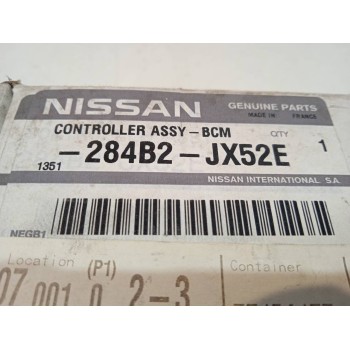 NISSAN GENUINE PARTS
MADE IN FRANCE
CONTROLLER ASSY-BCM QTY
-284B2-JX52E 1
1351
NISSAN INTERNATIONAL SA
NEGB1
Location (P1) Container
07 001 0 2-3